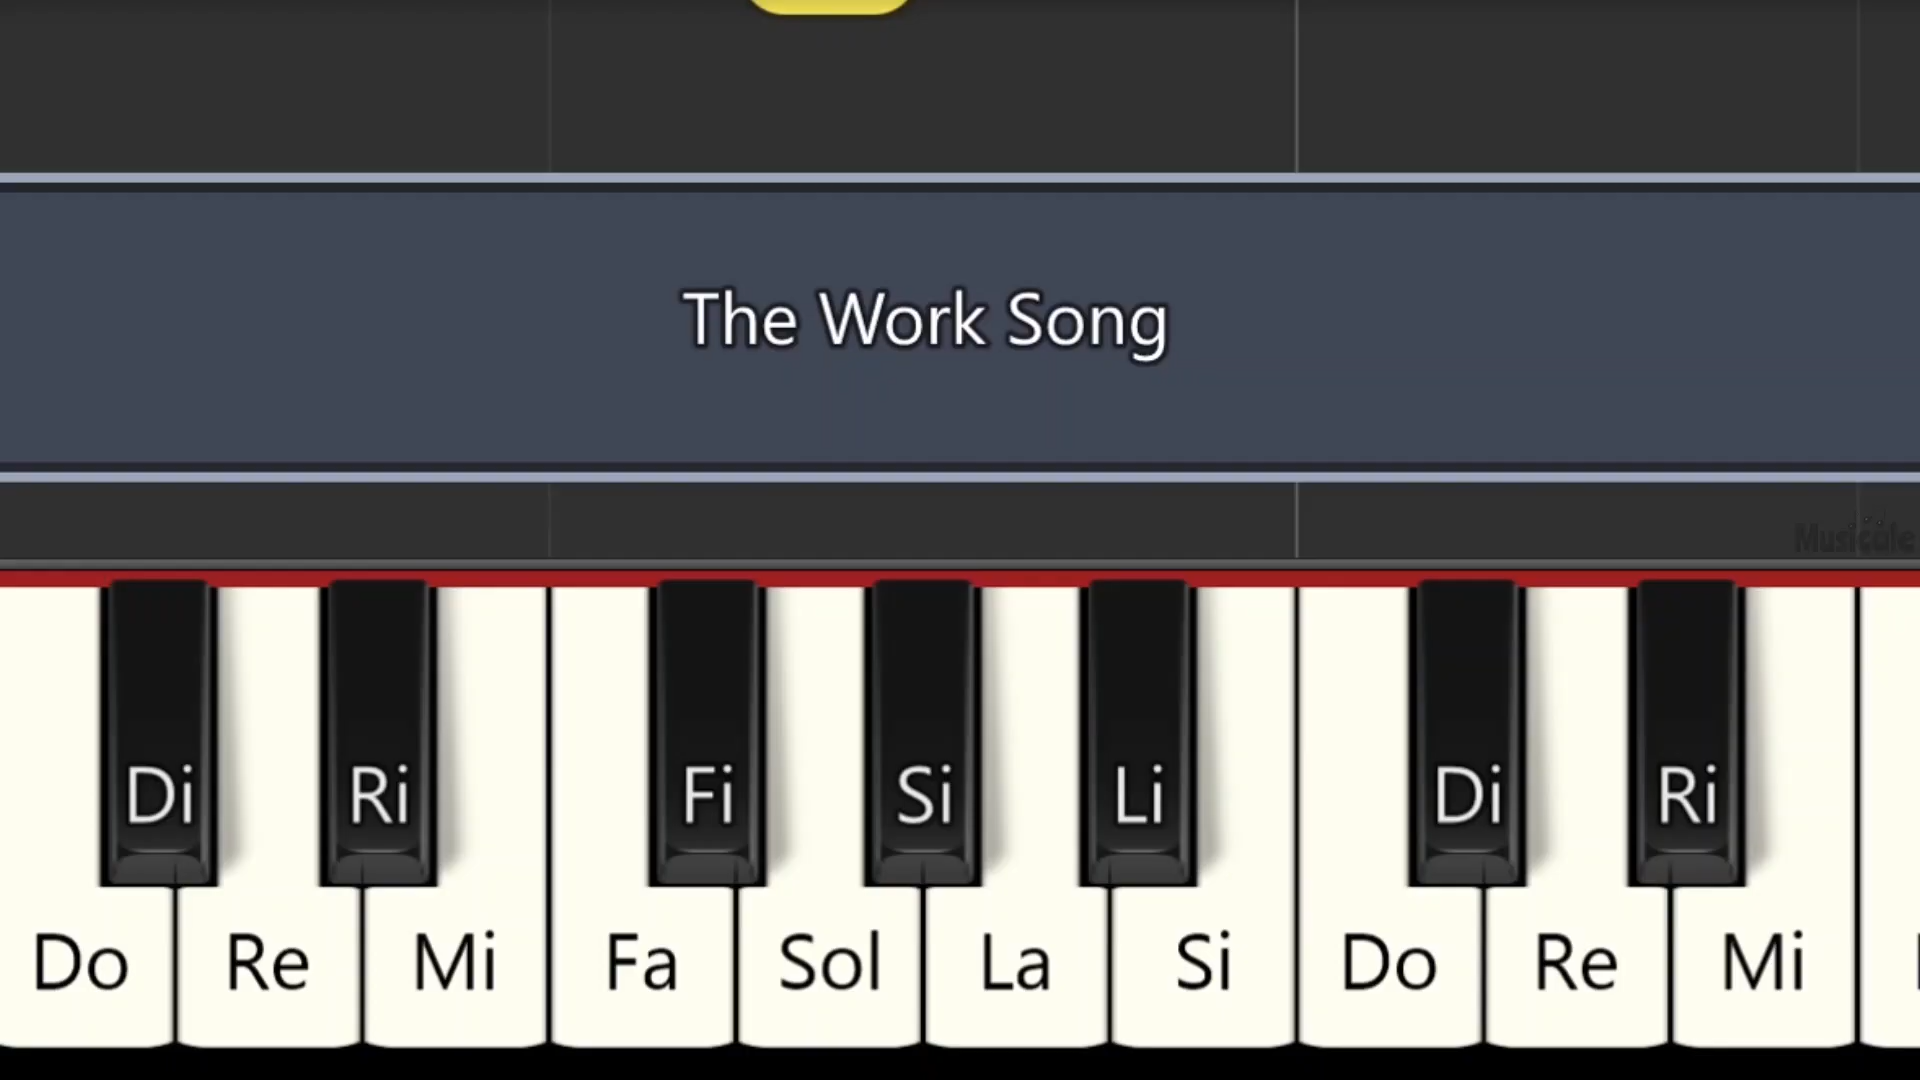 The Work Song
Musicale
Di Ri Fi Si Li Di Ri
Do Re Mi Fa Sol La Si Do Re Mi